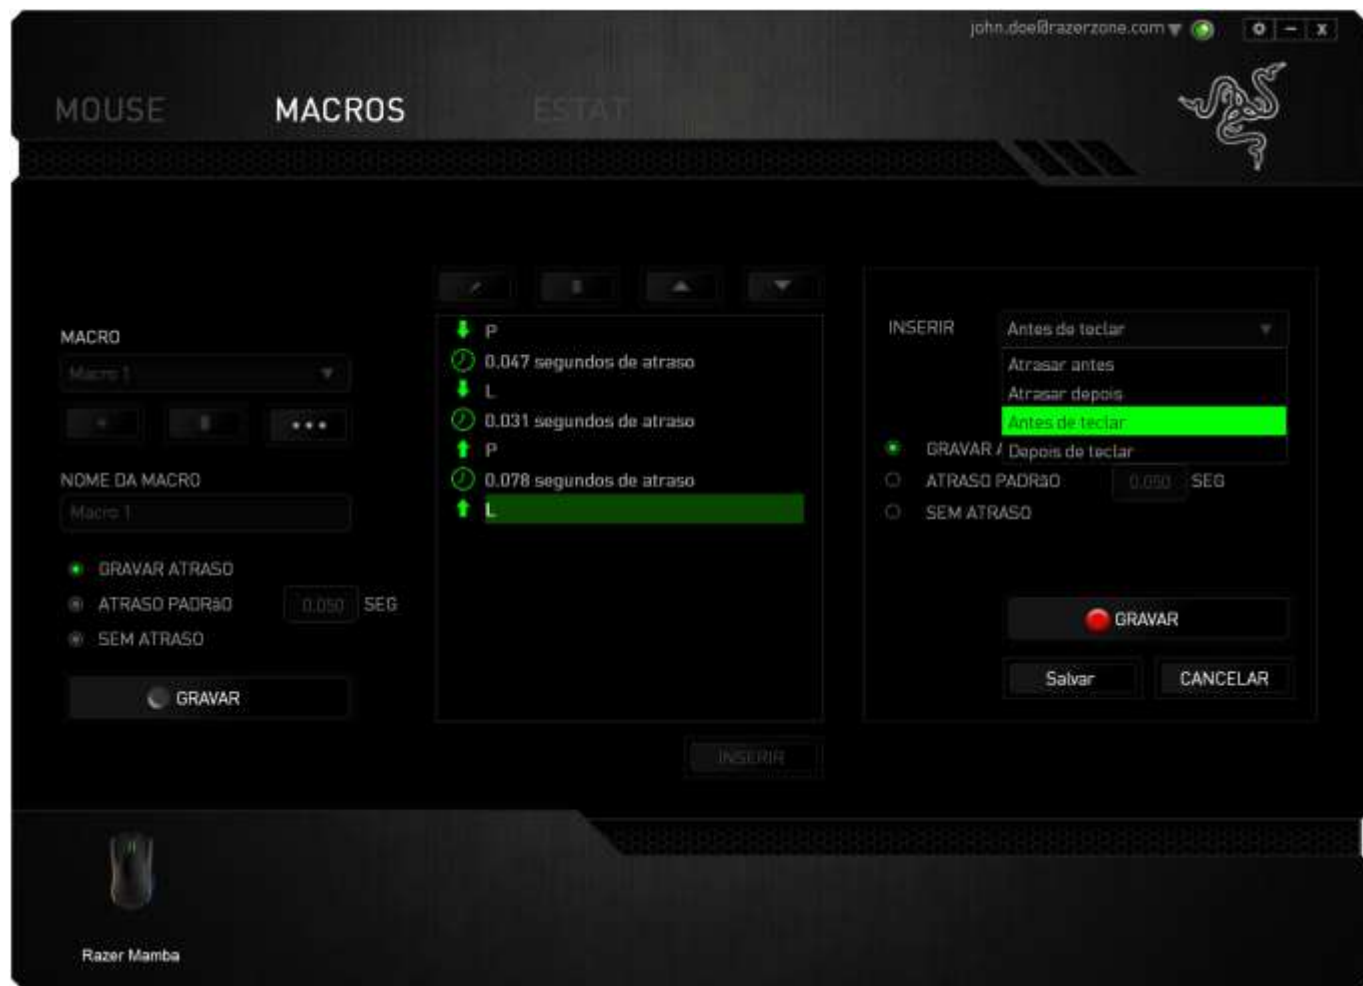 john.doe@razerzone.com
MOUSE MACROS ESTAT
MACRO
Macro 1
NOME DA MACRO
Macro 1
GRAVAR ATRASO
ATRASO PADRãO 0.050 SEG
SEM ATRASO
GRAVAR
P
0.047 segundos de atraso
L
0.031 segundos de atraso
P
0.078 segundos de atraso
L
INSERIR
INSERIR Antes de teclar
Atrasar antes
Atrasar depois
Antes de teclar
Depois de teclar
GRAVAR A
ATRASO PADRãO 0.050 SEG
SEM ATRASO
GRAVAR
Salvar CANCELAR
Razer Mamba